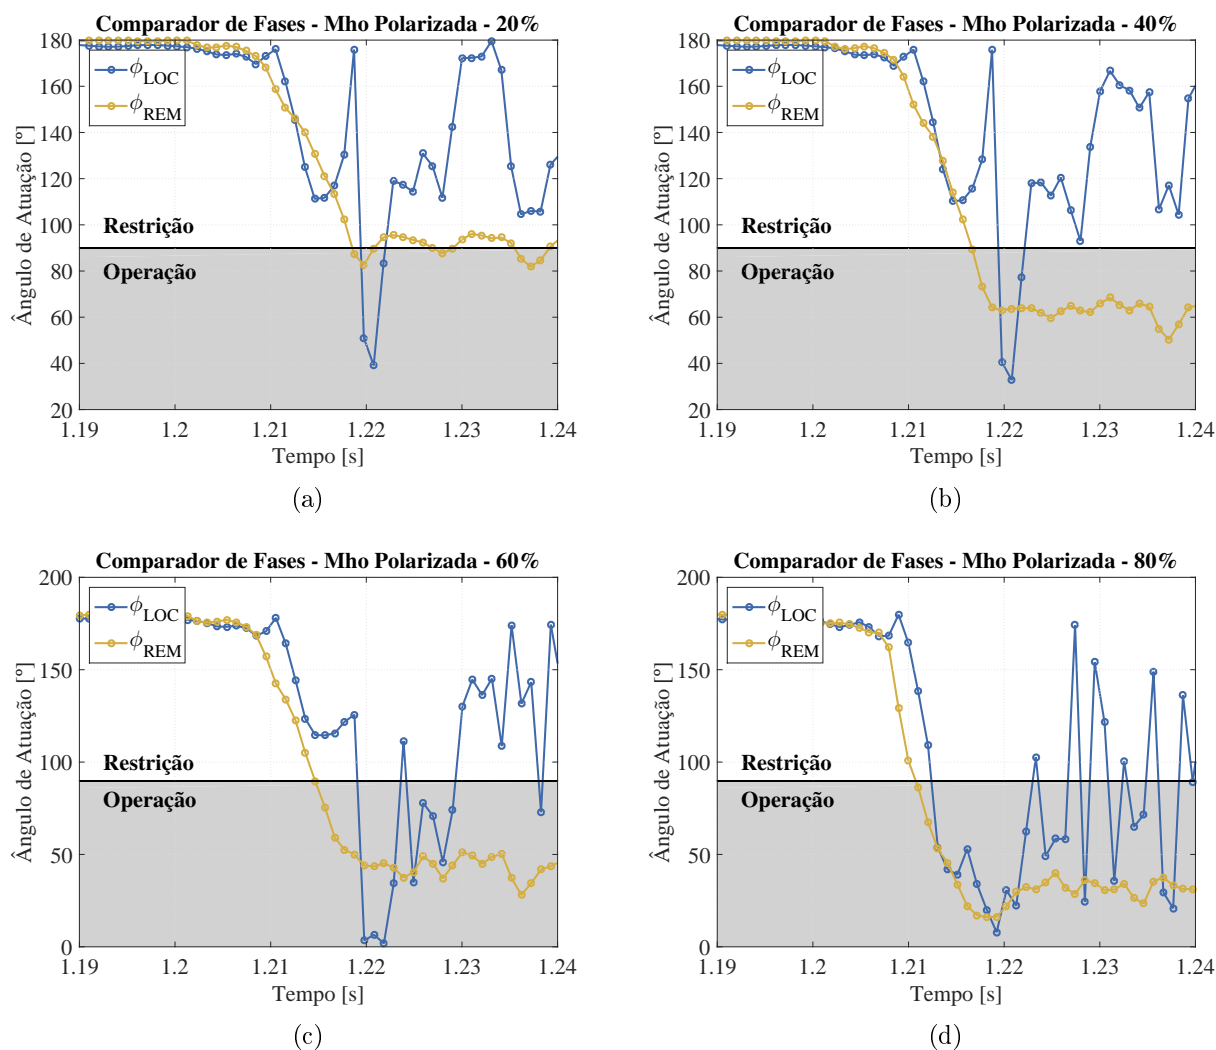 Comparador de Fases - Mho Polarizada - 20%
180
160
140
120
100
80
60
40
20
Ângulo de Atuação [º]
ϕLOC
ϕREM
Restrição
Operação
1.19 1.2 1.21 1.22 1.23 1.24
Tempo [s]
(a)
Comparador de Fases - Mho Polarizada - 40%
180
160
140
120
100
80
60
40
20
Ângulo de Atuação [º]
ϕLOC
ϕREM
Restrição
Operação
1.19 1.2 1.21 1.22 1.23 1.24
Tempo [s]
(b)
Comparador de Fases - Mho Polarizada - 60%
200
150
100
50
0
Ângulo de Atuação [º]
ϕLOC
ϕREM
Restrição
Operação
1.19 1.2 1.21 1.22 1.23 1.24
Tempo [s]
(c)
Comparador de Fases - Mho Polarizada - 80%
200
150
100
50
0
Ângulo de Atuação [º]
ϕLOC
ϕREM
Restrição
Operação
1.19 1.2 1.21 1.22 1.23 1.24
Tempo [s]
(d)